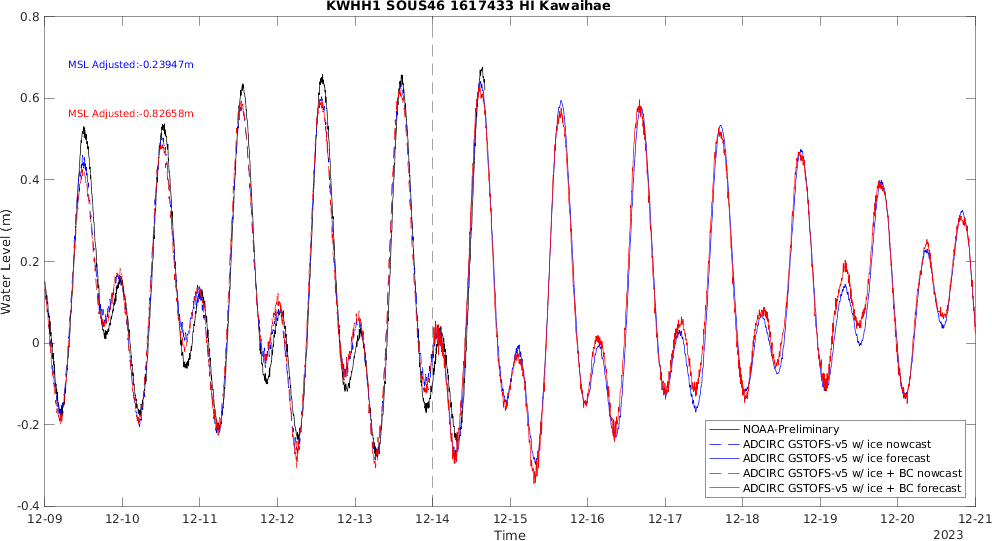 KWHH1 SOUS46 1617433 HI Kawaihae
MSL Adjusted:-0.23947m
MSL Adjusted:-0.82658m
Water Level (m)
0.8
0.6
0.4
0.2
0
-0.2
-0.4
12-09 12-10 12-11 12-12 12-13 12-14 12-15 12-16 12-17 12-18 12-19 12-20 12-21
Time
2023
NOAA-Preliminary
ADCIRC GSTOFS-v5 w/ ice nowcast
ADCIRC GSTOFS-v5 w/ ice forecast
ADCIRC GSTOFS-v5 w/ ice + BC nowcast
ADCIRC GSTOFS-v5 w/ ice + BC forecast